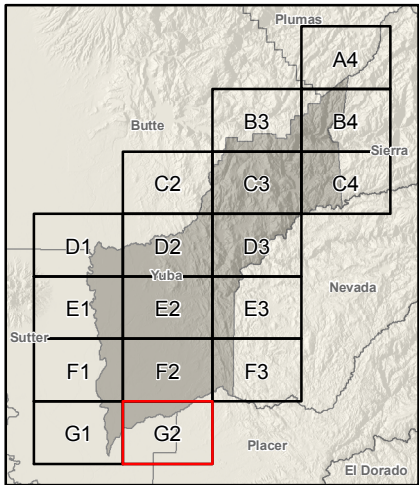 Plumas
A4
Butte
B3
B4
Sierra
C2
C3
C4
D1
D2
D3
Yuba
Nevada
E1
E2
E3
Sutter
F1
F2
F3
G1
G2
Placer
El Dorado